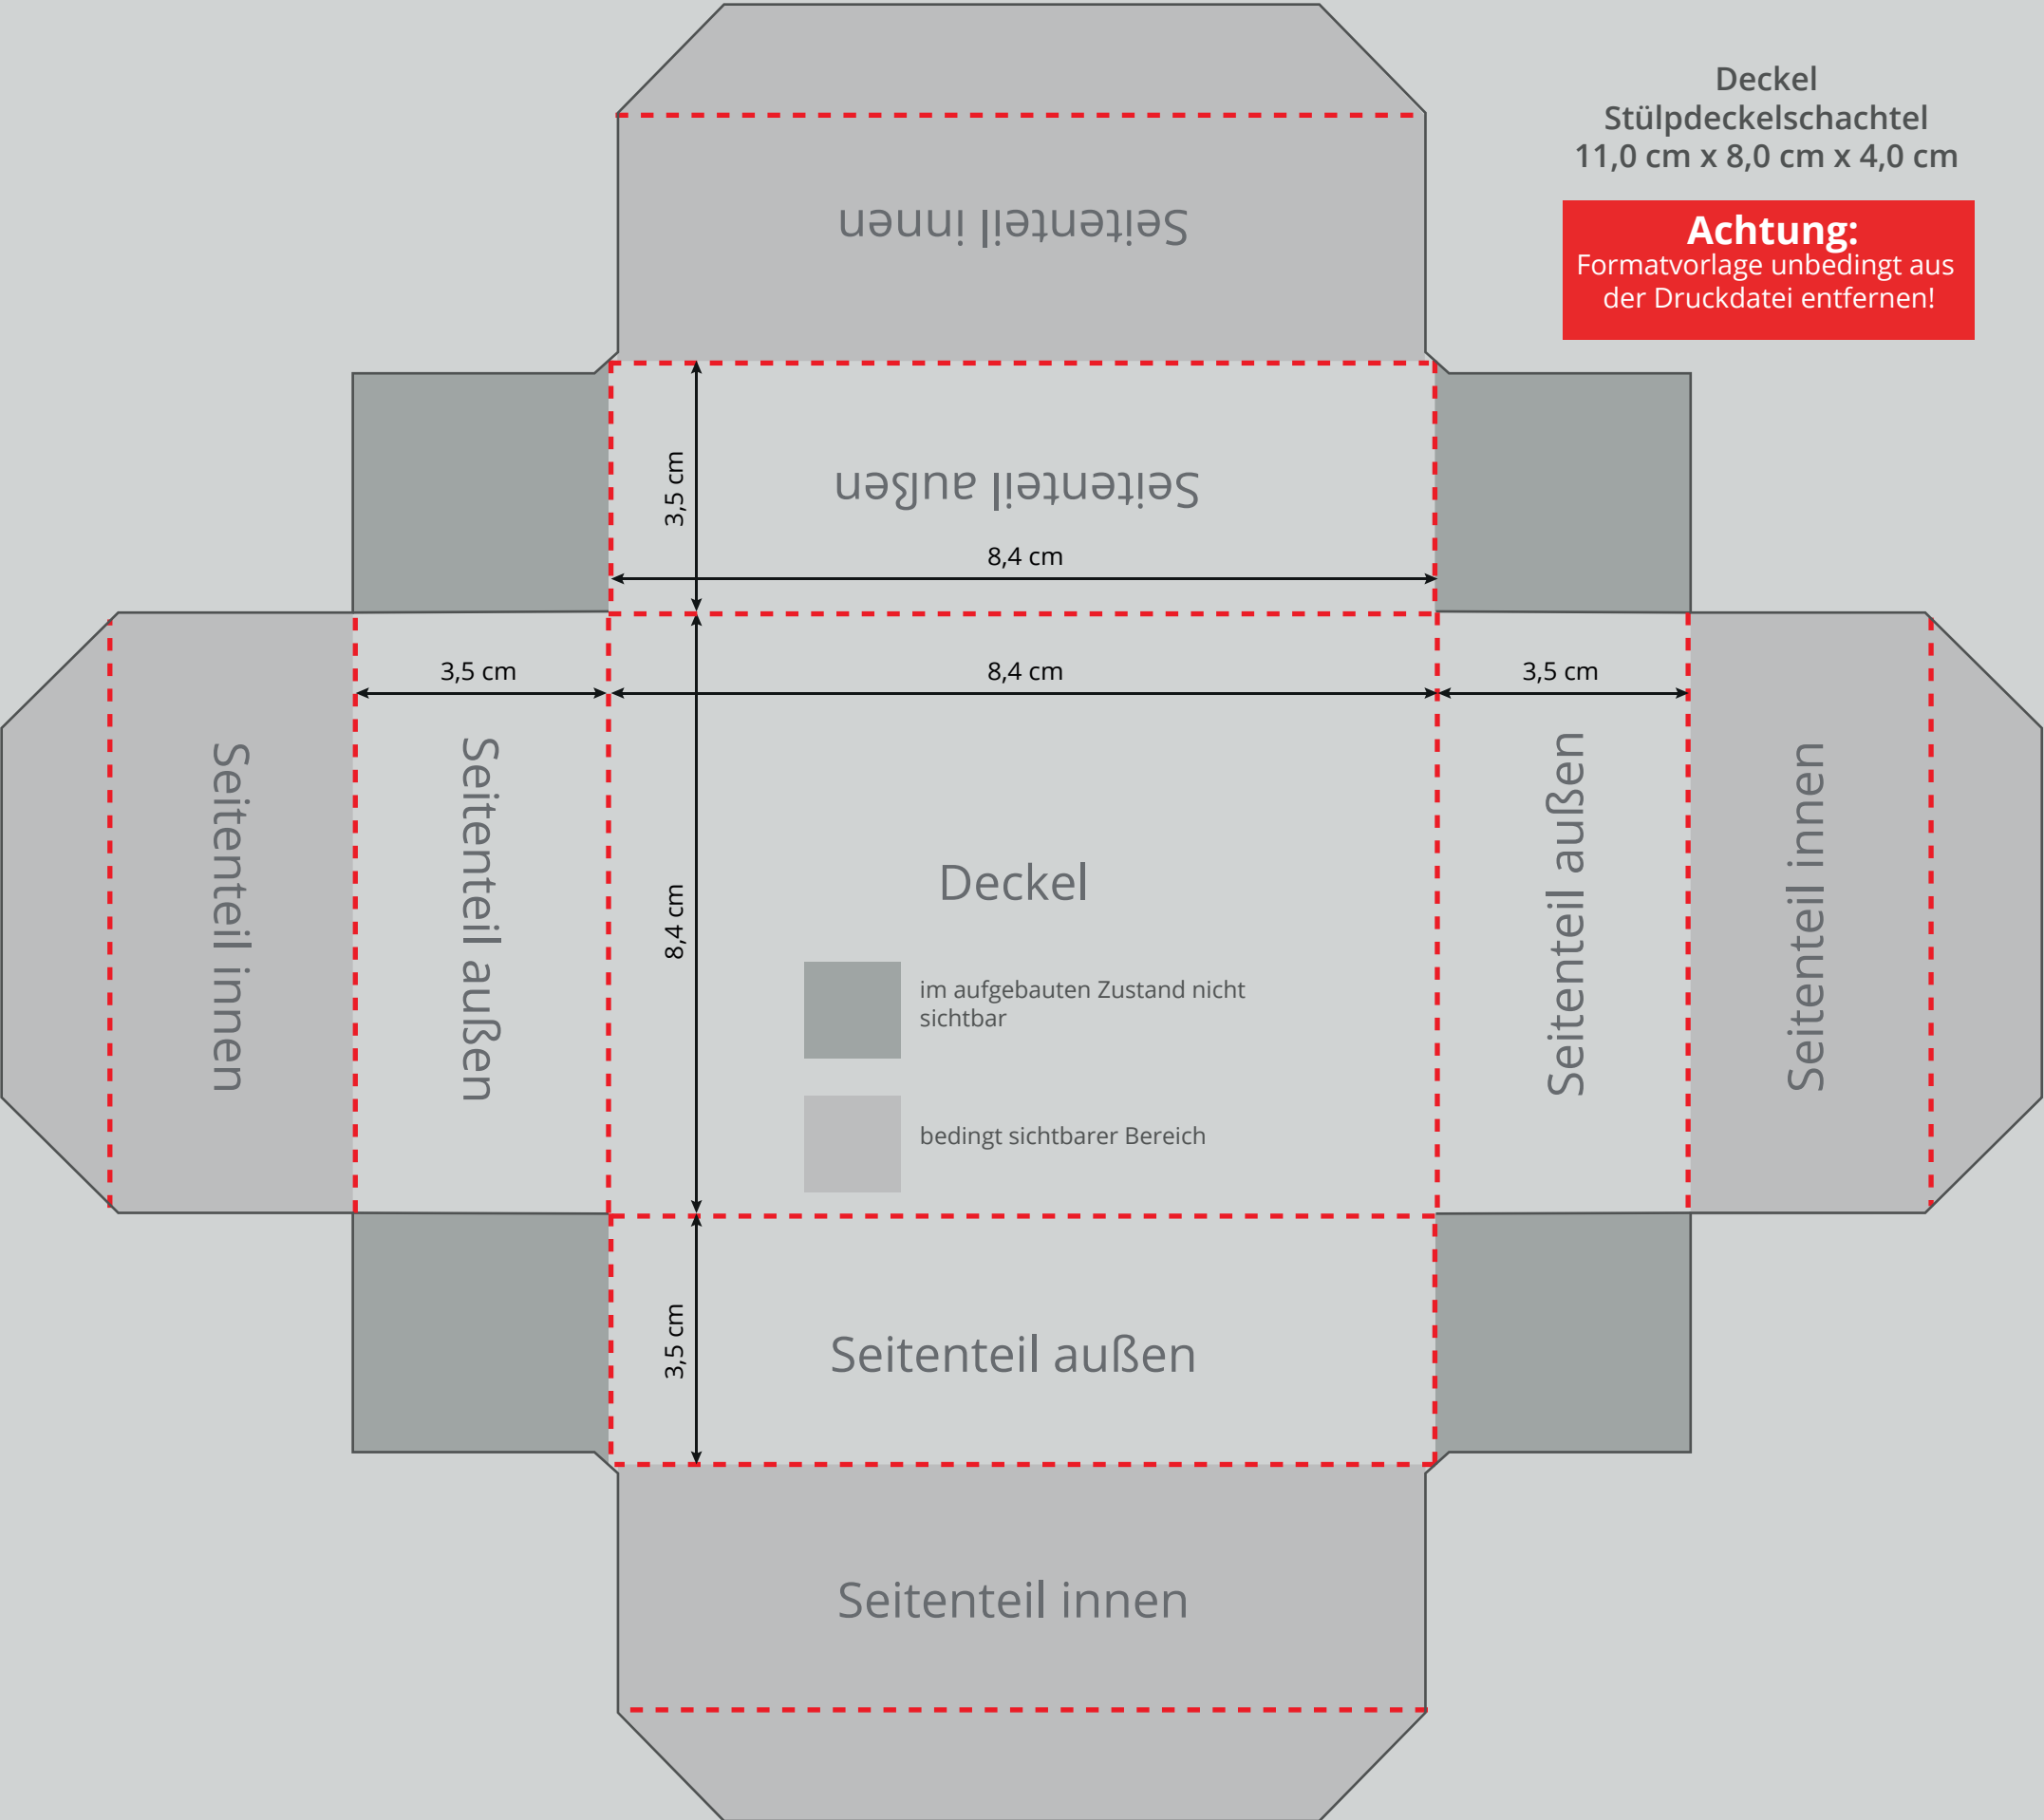 Deckel
Stülpdeckelschachtel
11,0 cm x 8,0 cm x 4,0 cm
Achtung:
Formatvorlage unbedingt aus
der Druckdatei entfernen!
Seitenteil innen
Seitenteil außen
3,5 cm
8,4 cm
3,5 cm
8,4 cm
3,5 cm
Seitenteil innen
Seitenteil außen
8,4 cm
Deckel
Seitenteil außen
Seitenteil innen
im aufgebauten Zustand nicht
sichtbar
bedingt sichtbarer Bereich
3,5 cm
Seitenteil außen
Seitenteil innen